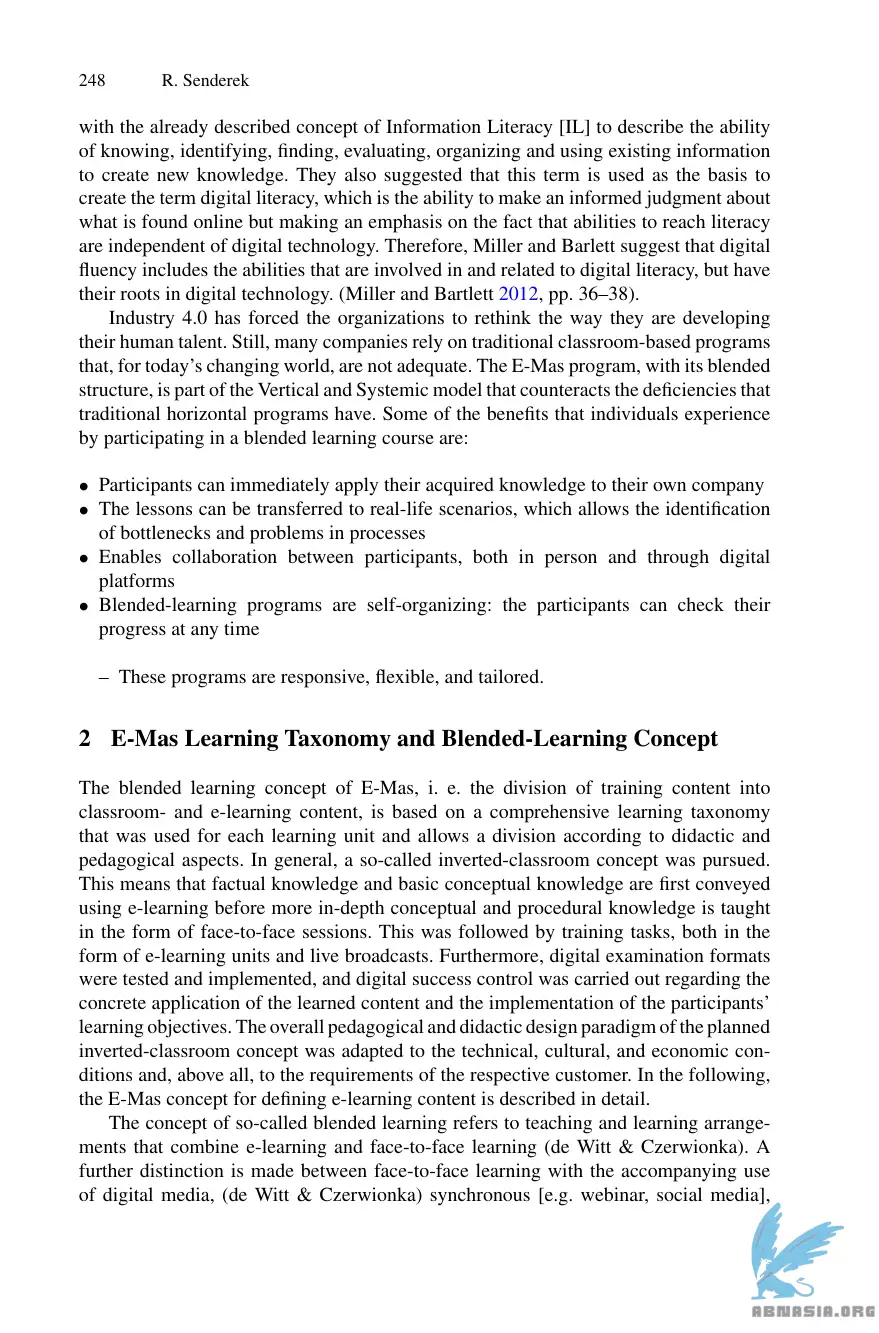 248 R. Senderek
with the already described concept of Information Literacy [IL] to describe the ability
of knowing, identifying, finding, evaluating, organizing and using existing information
to create new knowledge. They also suggested that this term is used as the basis to
create the term digital literacy, which is the ability to make an informed judgment about
what is found online but making an emphasis on the fact that abilities to reach literacy
are independent of digital technology. Therefore, Miller and Barlett suggest that digital
fluency includes the abilities that are involved in and related to digital literacy, but have
their roots in digital technology. (Miller and Bartlett 2012, pp. 36–38).
Industry 4.0 has forced the organizations to rethink the way they are developing
their human talent. Still, many companies rely on traditional classroom-based programs
that, for today's changing world, are not adequate. The E-Mas program, with its blended
structure, is part of the Vertical and Systemic model that counteracts the deficiencies that
traditional horizontal programs have. Some of the benefits that individuals experience
by participating in a blended learning course are:
• Participants can immediately apply their acquired knowledge to their own company
• The lessons can be transferred to real-life scenarios, which allows the identification
of bottlenecks and problems in processes
• Enables collaboration between participants, both in person and through digital
platforms
• Blended-learning programs are self-organizing: the participants can check their
progress at any time
– These programs are responsive, flexible, and tailored.
2 E-Mas Learning Taxonomy and Blended-Learning Concept
The blended learning concept of E-Mas, i. e. the division of training content into
classroom- and e-learning content, is based on a comprehensive learning taxonomy
that was used for each learning unit and allows a division according to didactic and
pedagogical aspects. In general, a so-called inverted-classroom concept was pursued.
This means that factual knowledge and basic conceptual knowledge are first conveyed
using e-learning before more in-depth conceptual and procedural knowledge is taught
in the form of face-to-face sessions. This was followed by training tasks, both in the
form of e-learning units and live broadcasts. Furthermore, digital examination formats
were tested and implemented, and digital success control was carried out regarding the
concrete application of the learned content and the implementation of the participants'
learning objectives. The overall pedagogical and didactic design paradigm of the planned
inverted-classroom concept was adapted to the technical, cultural, and economic con-
ditions and, above all, to the requirements of the respective customer. In the following,
the E-Mas concept for defining e-learning content is described in detail.
The concept of so-called blended learning refers to teaching and learning arrange-
ments that combine e-learning and face-to-face learning (de Witt & Czerwionka). A
further distinction is made between face-to-face learning with the accompanying use
of digital media, (de Witt & Czerwionka) synchronous [e.g. webinar, social media],
ABNASIA.ORG